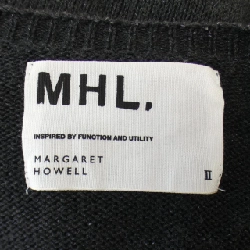 MHL.
INSPIRED BY FUNCTION AND UTILITY
MARGARET
HOWELL
II